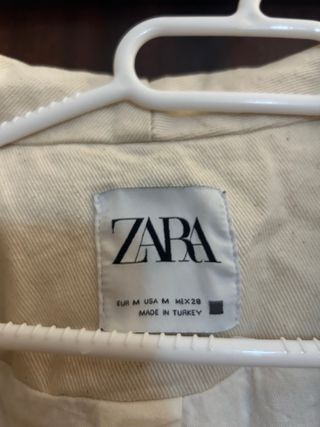 ZARA
EUR M USA M MEX 28
MADE IN TURKEY